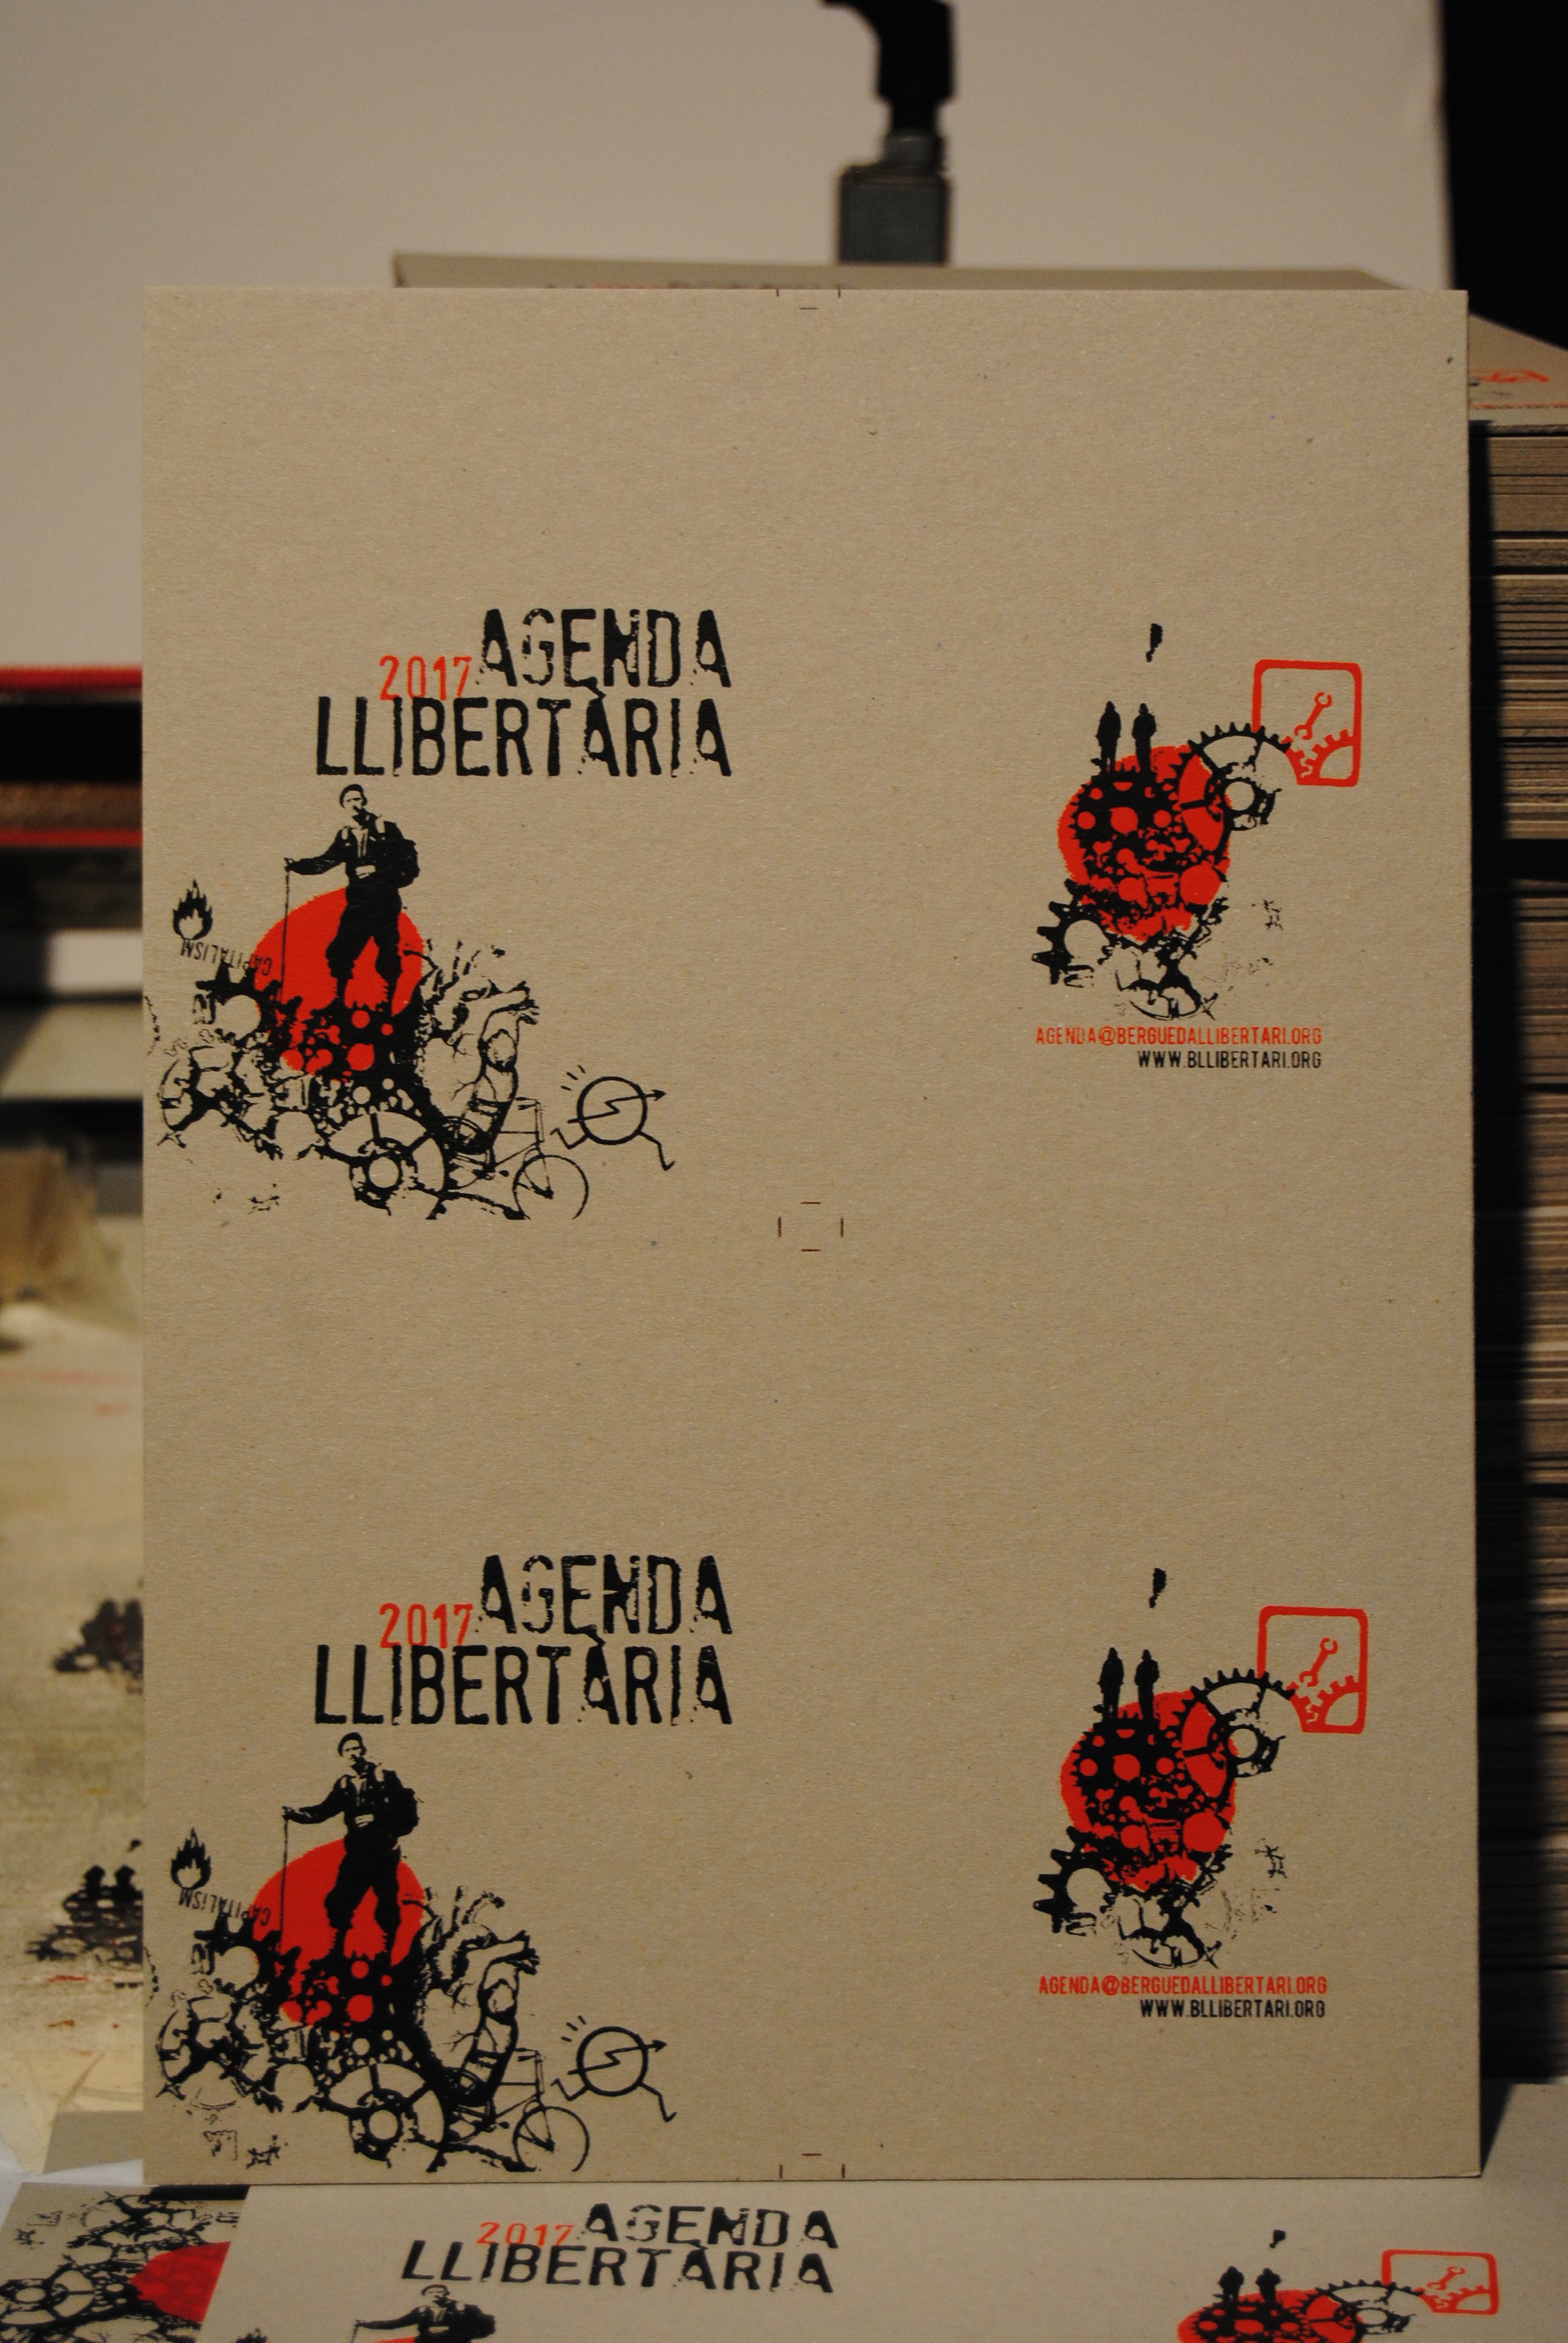 AGENDA
2017
LLIBERTÀRIA
CAPITALISM
AGENDA@BERGUEDALLIBERTARI.ORG
WWW.BLLIBERTARI.ORG
AGENDA
2017
LLIBERTÀRIA
CAPITALISM
AGENDA@BERGUEDALLIBERTARI.ORG
WWW.BLLIBERTARI.ORG
2017 AGENDA
LLIBERTÀRIA